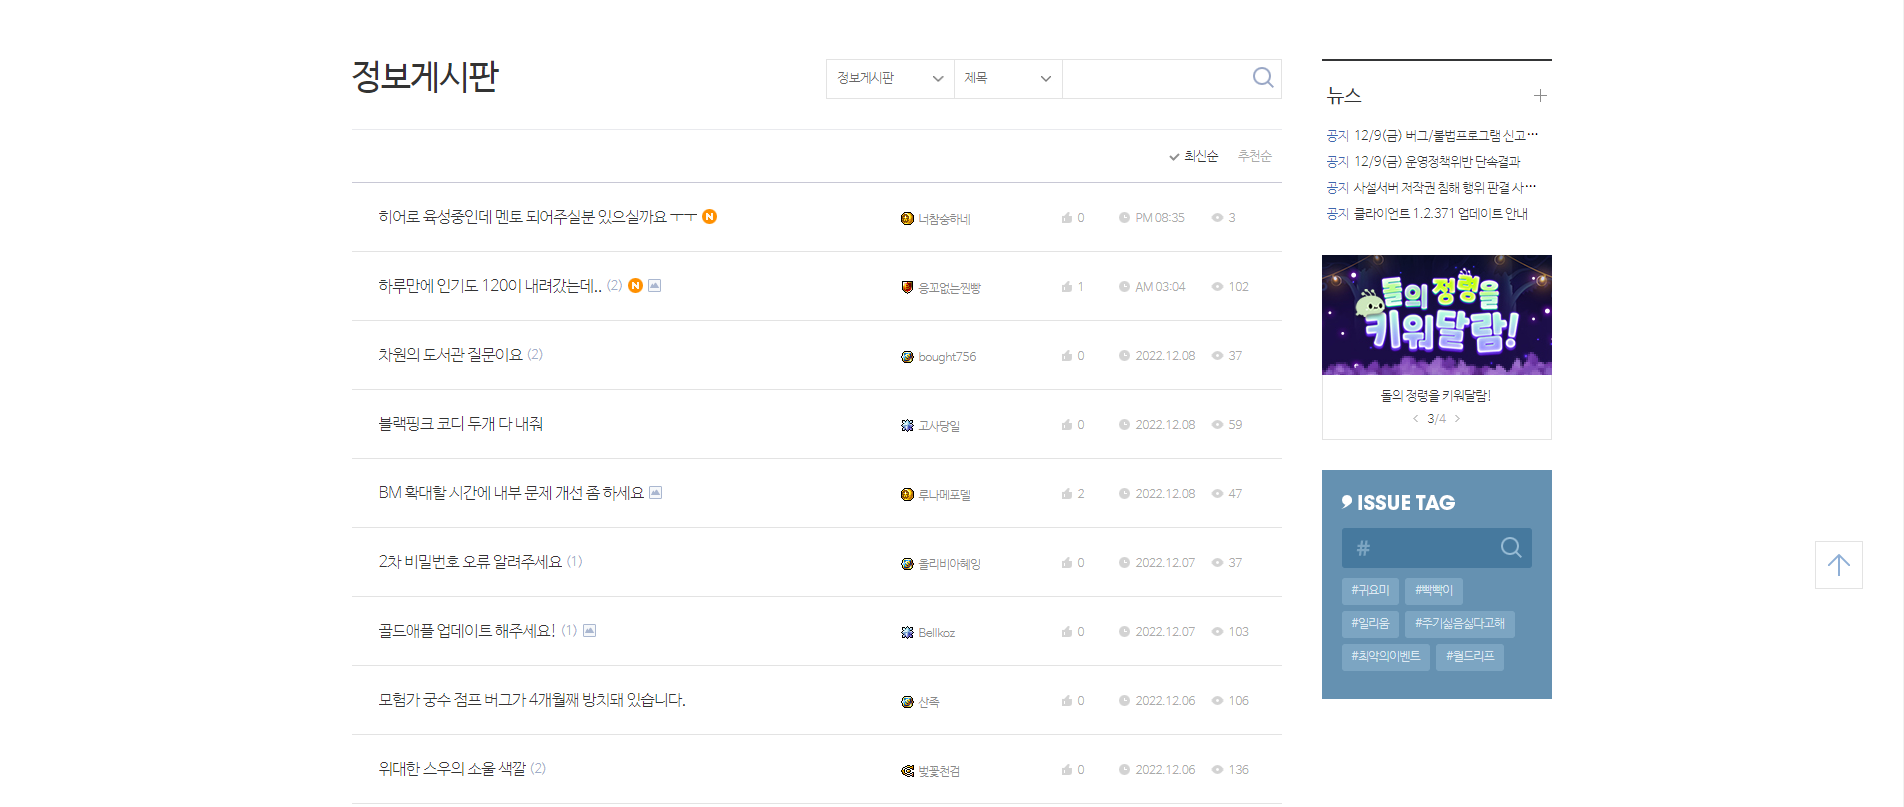 정보게시판
정보게시판 제목
최신순 추천순
히어로 육성중인데 멘토 되어주실분 있으실까요 ㅜㅜ N 너참숭하네 0 PM 08:35 3
하루만에 인기도 120이 내려갔는데.. (2) N 응꼬없는찐빵 1 AM 03:04 102
차원의 도서관 질문이요 (2) bought756 0 2022.12.08 37
블랙핑크 코디 두개 다 내줘 고사당일 0 2022.12.08 59
BM 확대할 시간에 내부 문제 개선 좀 하세요 루나메포델 2 2022.12.08 47
2차 비밀번호 오류 알려주세요 (1) 올리비아혜잉 0 2022.12.07 37
골드애플 업데이트 해주세요! (1) Bellkoz 0 2022.12.07 103
모험가 궁수 점프 버그가 4개월째 방치돼 있습니다. 샨족 0 2022.12.06 106
위대한 스우의 소울 색깔 (2) 벚꽃천검 0 2022.12.06 136
뉴스
공지 12/9(금) 버그/불법프로그램 신고…
공지 12/9(금) 운영정책위반 단속결과
공지 사설서버 저작권 침해 행위 판결 사…
공지 클라이언트 1.2.371 업데이트 안내
돌의 정령을
키워달람!
돌의 정령을 키워달람!
3/4
ISSUE TAG
#
#귀요미 #빡빡이
#일리움 #주기싫음싫다고해
#최악의이벤트 #월드리프